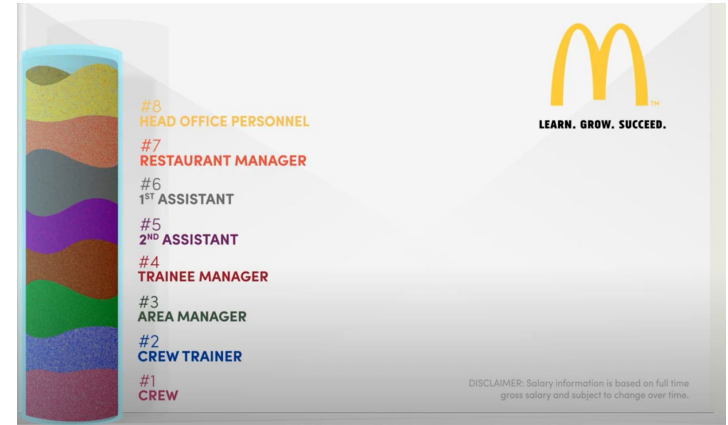 #8
HEAD OFFICE PERSONNEL
#7
RESTAURANT MANAGER
#6
1ST ASSISTANT
#5
2ND ASSISTANT
#4
TRAINEE MANAGER
#3
AREA MANAGER
#2
CREW TRAINER
#1
CREW
M™
LEARN. GROW. SUCCEED.
DISCLAIMER: Salary information is based on full time
gross salary and subject to change over time.